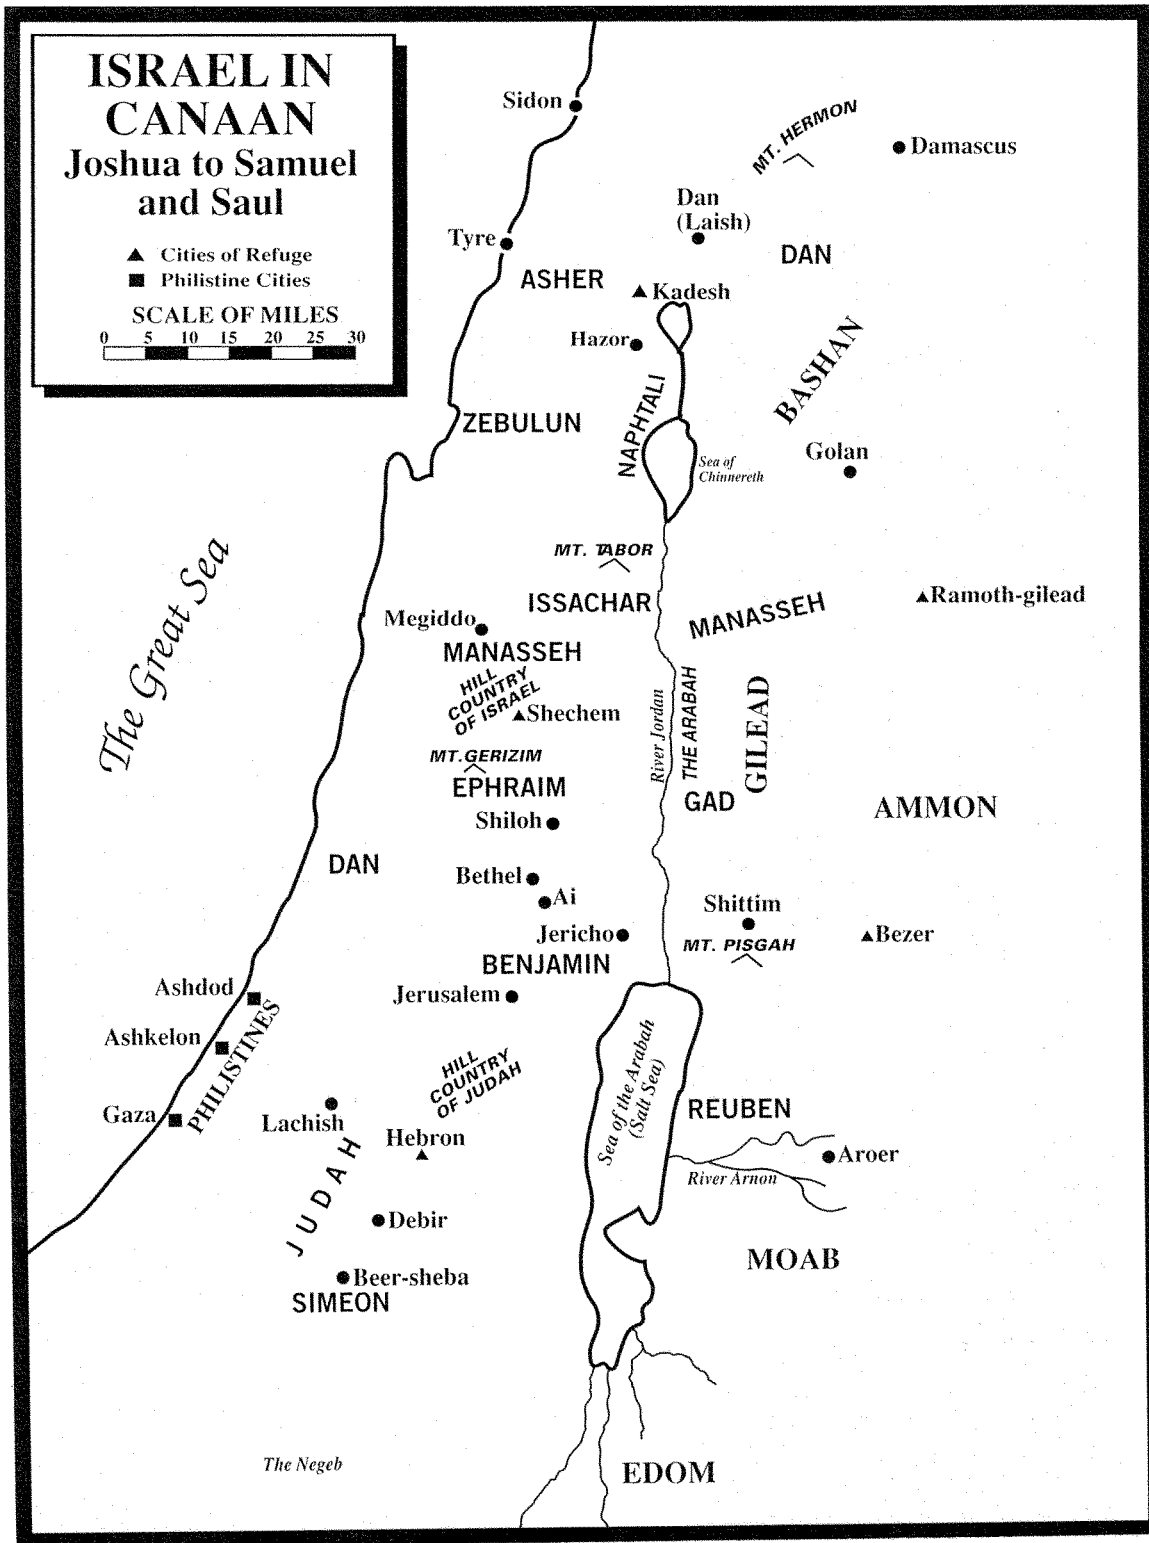 ISRAEL IN
CANAAN
Joshua to Samuel
and Saul
Cities of Refuge
Philistine Cities
SCALE OF MILES
0 5 10 15 20 25 30
Sidon
MT. HERMON
Damascus
Dan
(Laish)
Tyre
DAN
ASHER
Kadesh
Hazor
BASHAN
NAPHTALI
ZEBULUN
Golan
Sea of
Chinnereth
The Great Sea
MT. TABOR
ISSACHAR
MANASSEH
Ramoth-gilead
Megiddo
MANASSEH
HILL
COUNTRY
OF ISRAEL
Shechem
River Jordan
THE ARABAH
GILEAD
MT. GERIZIM
EPHRAIM
GAD
AMMON
Shiloh
DAN
Bethel
Ai
Shittim
Jericho
MT. PISGAH
Bezer
BENJAMIN
Ashdod
Jerusalem
Ashkelon
PHILISTINES
HILL
COUNTRY
OF JUDAH
Sea of the Arabah
(Salt Sea)
Gaza
Lachish
REUBEN
Hebron
Aroer
River Arnon
JUDAH
Debir
MOAB
Beer-sheba
SIMEON
The Negeb
EDOM